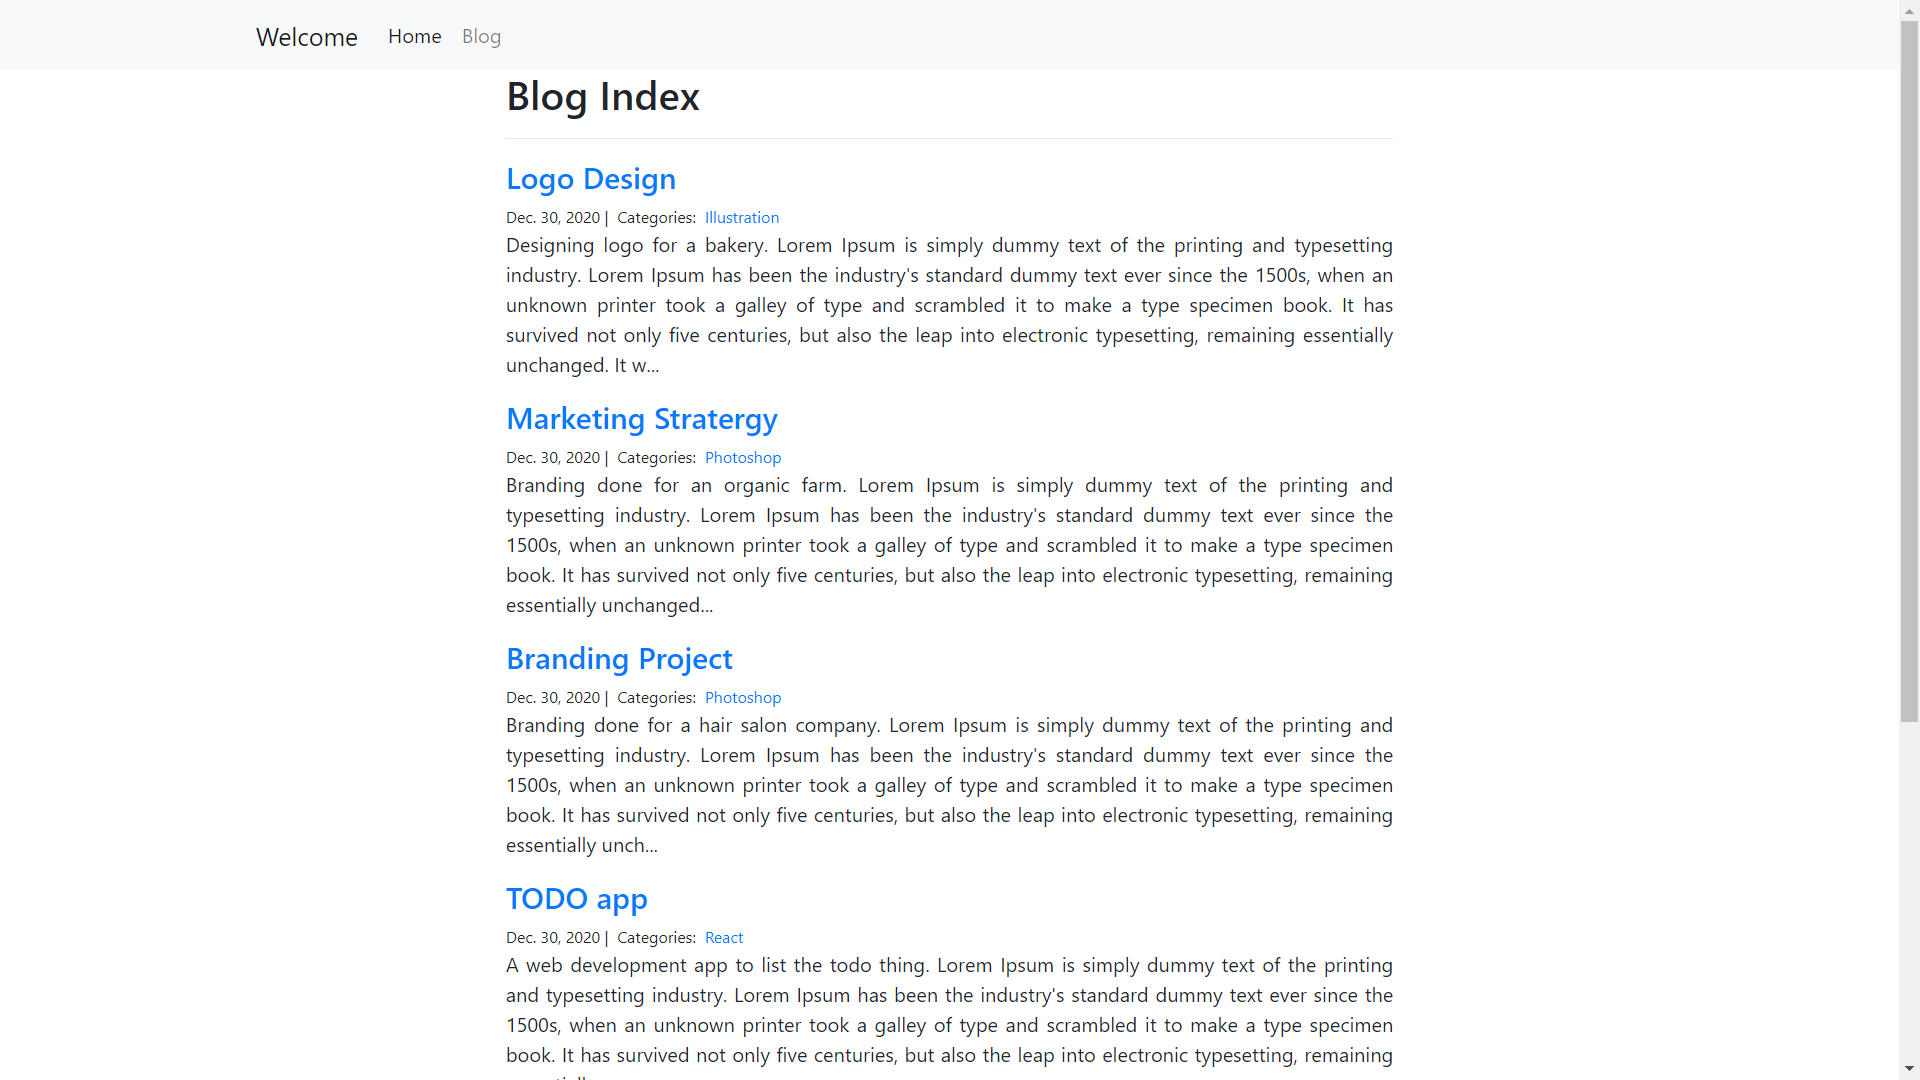 Welcome Home Blog
Blog Index
Logo Design
Dec. 30, 2020 | Categories: Illustration
Designing logo for a bakery. Lorem Ipsum is simply dummy text of the printing and typesetting
industry. Lorem Ipsum has been the industry's standard dummy text ever since the 1500s, when an
unknown printer took a galley of type and scrambled it to make a type specimen book. It has
survived not only five centuries, but also the leap into electronic typesetting, remaining essentially
unchanged. It w...
Marketing Stratergy
Dec. 30, 2020 | Categories: Photoshop
Branding done for an organic farm. Lorem Ipsum is simply dummy text of the printing and
typesetting industry. Lorem Ipsum has been the industry's standard dummy text ever since the
1500s, when an unknown printer took a galley of type and scrambled it to make a type specimen
book. It has survived not only five centuries, but also the leap into electronic typesetting, remaining
essentially unchanged...
Branding Project
Dec. 30, 2020 | Categories: Photoshop
Branding done for a hair salon company. Lorem Ipsum is simply dummy text of the printing and
typesetting industry. Lorem Ipsum has been the industry's standard dummy text ever since the
1500s, when an unknown printer took a galley of type and scrambled it to make a type specimen
book. It has survived not only five centuries, but also the leap into electronic typesetting, remaining
essentially unch...
TODO app
Dec. 30, 2020 | Categories: React
A web development app to list the todo thing. Lorem Ipsum is simply dummy text of the printing
and typesetting industry. Lorem Ipsum has been the industry's standard dummy text ever since the
1500s, when an unknown printer took a galley of type and scrambled it to make a type specimen
book. It has survived not only five centuries, but also the leap into electronic typesetting, remaining